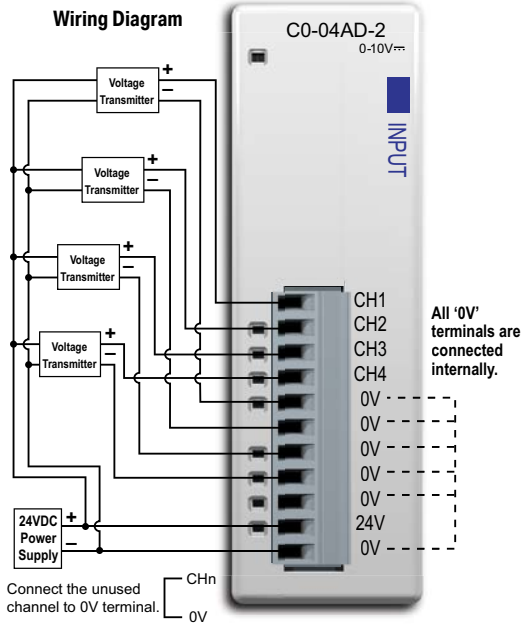 Wiring Diagram
C0-04AD-2
0-10V⎓
INPUT
Voltage
Transmitter
+
–
Voltage
Transmitter
+
–
Voltage
Transmitter
+
–
Voltage
Transmitter
+
–
CH1
CH2
CH3
CH4
0V
0V
0V
0V
0V
24V
0V
All ‘0V’
terminals are
connected
internally.
24VDC
Power
Supply
+
–
Connect the unused
channel to 0V terminal.
CHn
0V